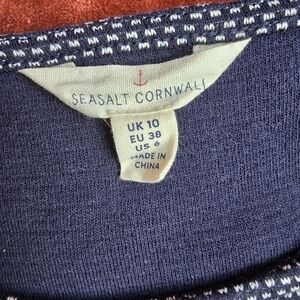 SEASALT CORNWALL
UK 10
EU 38
US 6
MADE IN
CHINA